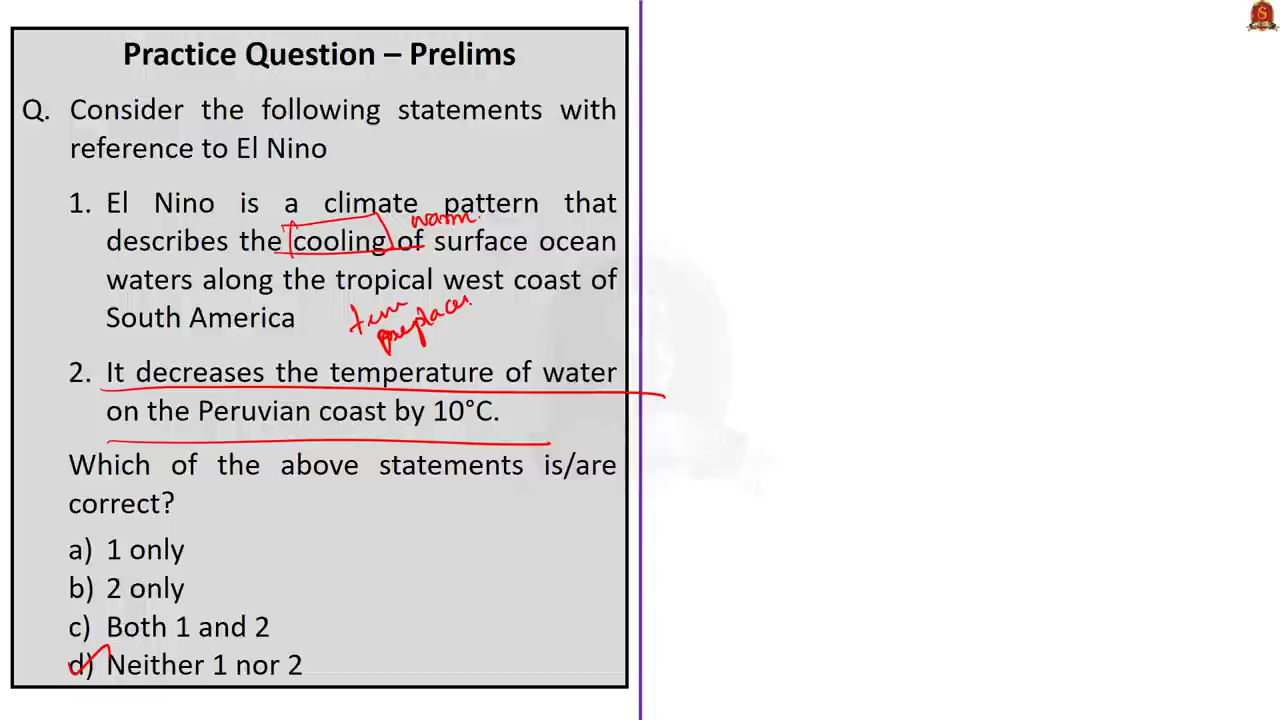 Practice Question – Prelims
Q. Consider the following statements with
reference to El Nino
1. El Nino is a climate pattern that
warm
describes the cooling of surface ocean
waters along the tropical west coast of
South America
2. It decreases the temperature of water
on the Peruvian coast by 10°C.
Which of the above statements is/are
correct?
a) 1 only
b) 2 only
c) Both 1 and 2
d) Neither 1 nor 2